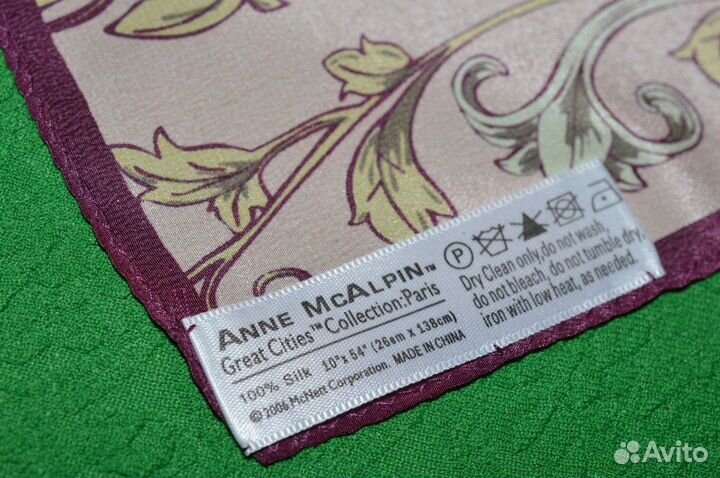 ANNE MCALPIN™
Great Cities™ Collection:Paris
100% Silk 10"x 54" (26cm x 138cm)
©2006 McNett Corporation. MADE IN CHINA
P
Dry Clean only,do not wash,
do not bleach, do not tumble dry,
iron with low heat, as needed.
Avito